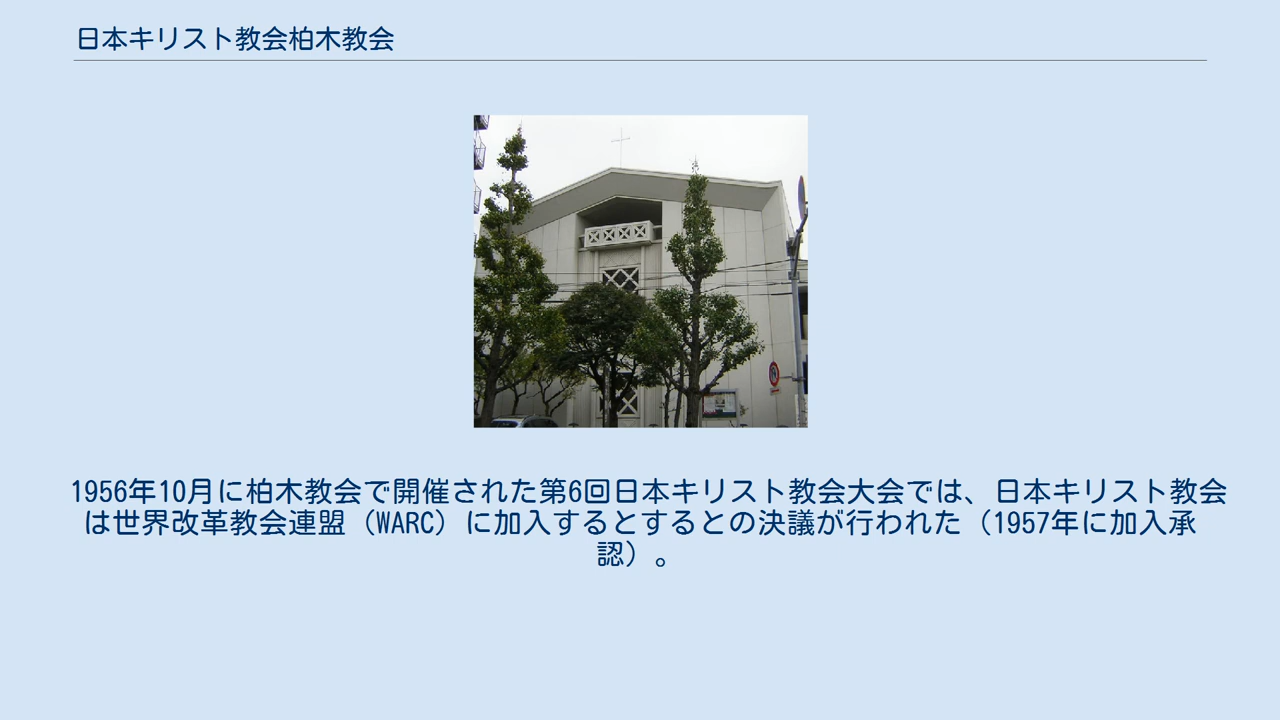 日本キリスト教会柏木教会
1956年10月に柏木教会で開催された第6回日本キリスト教会大会では、日本キリスト教会
は世界改革教会連盟（WARC）に加入するとするとの決議が行われた（1957年に加入承
認）。